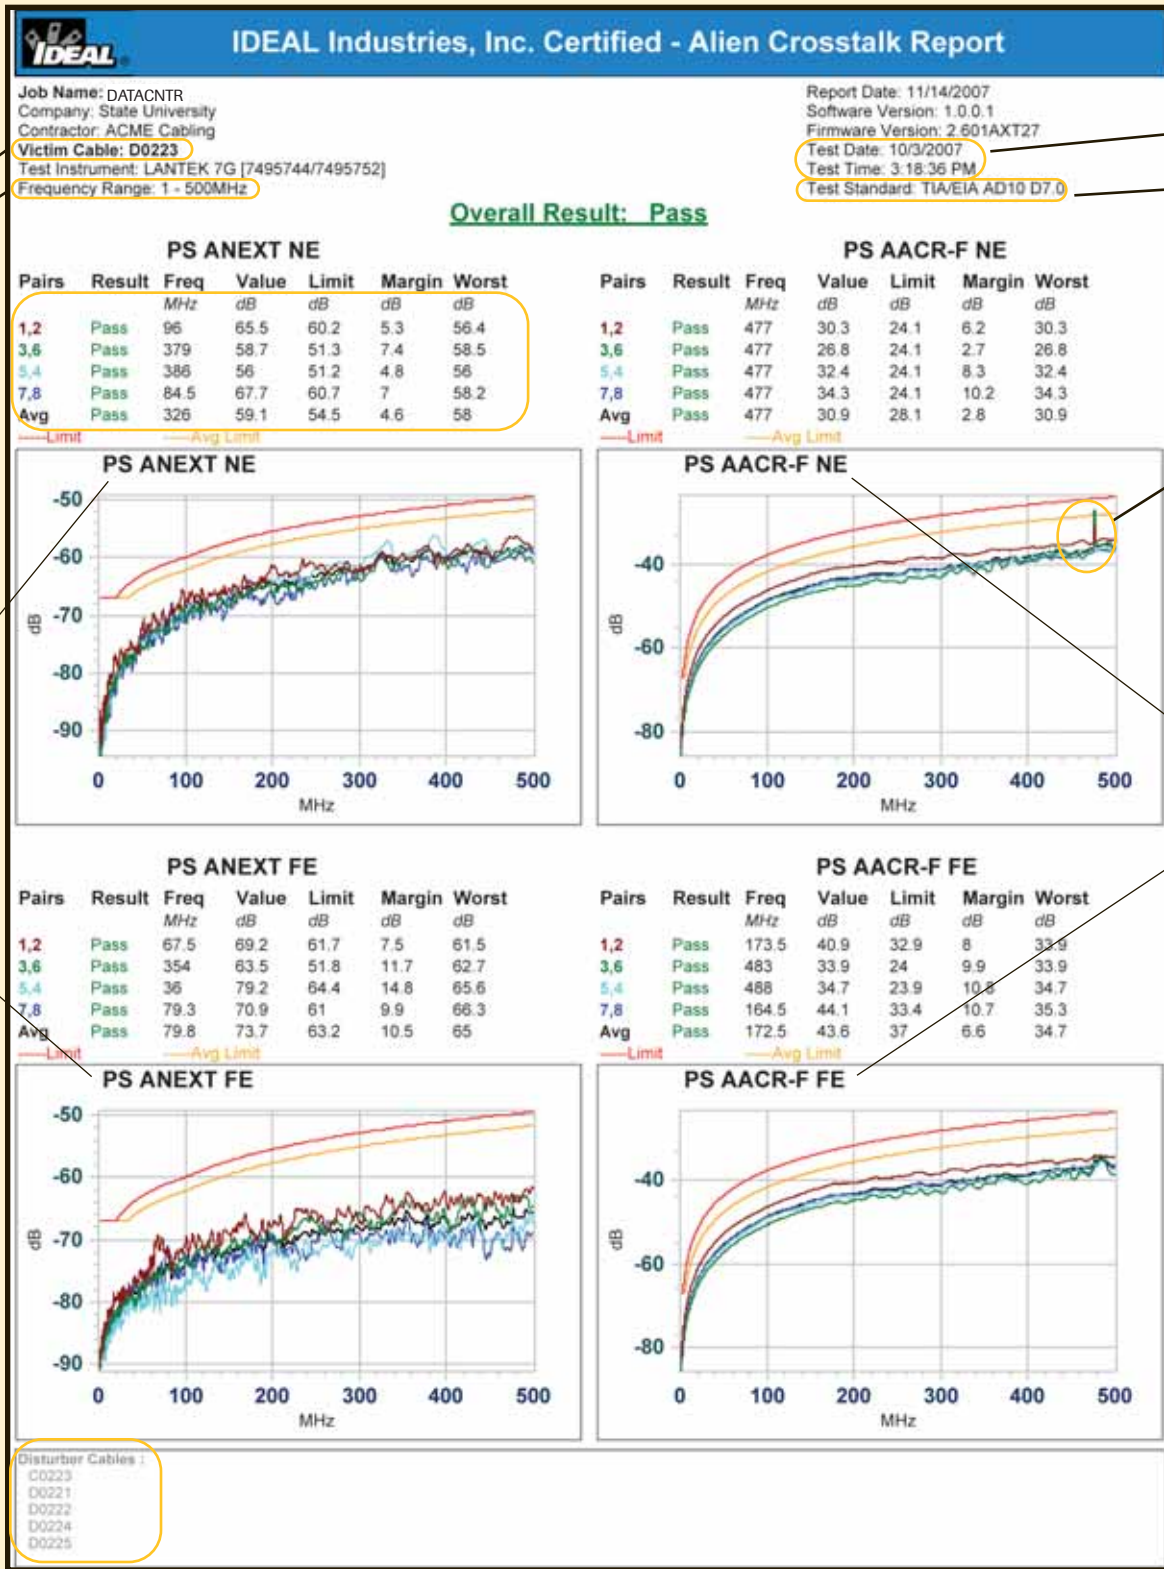 IDEAL
IDEAL Industries, Inc. Certified - Alien Crosstalk Report
Job Name: DATACNTR
Company: State University
Contractor: ACME Cabling
Victim Cable: D0223
Test Instrument: LANTEK 7G [7495744/7495752]
Frequency Range: 1 - 500MHz
Report Date: 11/14/2007
Software Version: 1.0.0.1
Firmware Version: 2.601AXT27
Test Date: 10/3/2007
Test Time: 3:18:36 PM
Test Standard: TIA/EIA AD10 D7.0
Overall Result: Pass
PS ANEXT NE
Pairs Result Freq Value Limit Margin Worst
MHz dB dB dB dB
1,2 Pass 96 65.5 60.2 5.3 56.4
3,6 Pass 379 58.7 51.3 7.4 58.5
5,4 Pass 386 56 51.2 4.8 56
7,8 Pass 84.5 67.7 60.7 7 58.2
Avg Pass 326 59.1 54.5 4.6 58
Limit Avg Limit
PS AACR-F NE
Pairs Result Freq Value Limit Margin Worst
MHz dB dB dB dB
1,2 Pass 477 30.3 24.1 6.2 30.3
3,6 Pass 477 26.8 24.1 2.7 26.8
5,4 Pass 477 32.4 24.1 8.3 32.4
7,8 Pass 477 34.3 24.1 10.2 34.3
Avg Pass 477 30.9 28.1 2.8 30.9
Limit Avg Limit
PS ANEXT NE
-50
-60
-70
-80
-90
dB
0 100 200 300 400 500
MHz
PS AACR-F NE
-40
-60
-80
dB
0 100 200 300 400 500
MHz
PS ANEXT FE
Pairs Result Freq Value Limit Margin Worst
MHz dB dB dB dB
1,2 Pass 67.5 69.2 61.7 7.5 61.5
3,6 Pass 354 63.5 51.8 11.7 62.7
5,4 Pass 36 79.2 64.4 14.8 65.6
7,8 Pass 79.3 70.9 61 9.9 66.3
Avg Pass 79.8 73.7 63.2 10.5 65
Limit Avg Limit
PS AACR-F FE
Pairs Result Freq Value Limit Margin Worst
MHz dB dB dB dB
1,2 Pass 173.5 40.9 32.9 8 33.9
3,6 Pass 483 33.9 24 9.9 33.9
5,4 Pass 488 34.7 23.9 10.8 34.7
7,8 Pass 164.5 44.1 33.4 10.7 35.3
Avg Pass 172.5 43.6 37 6.6 34.7
Limit Avg Limit
PS ANEXT FE
-50
-60
-70
-80
-90
dB
0 100 200 300 400 500
MHz
PS AACR-F FE
-40
-60
-80
dB
0 100 200 300 400 500
MHz
Disturber Cables :
C0223
D0221
D0222
D0224
D0225